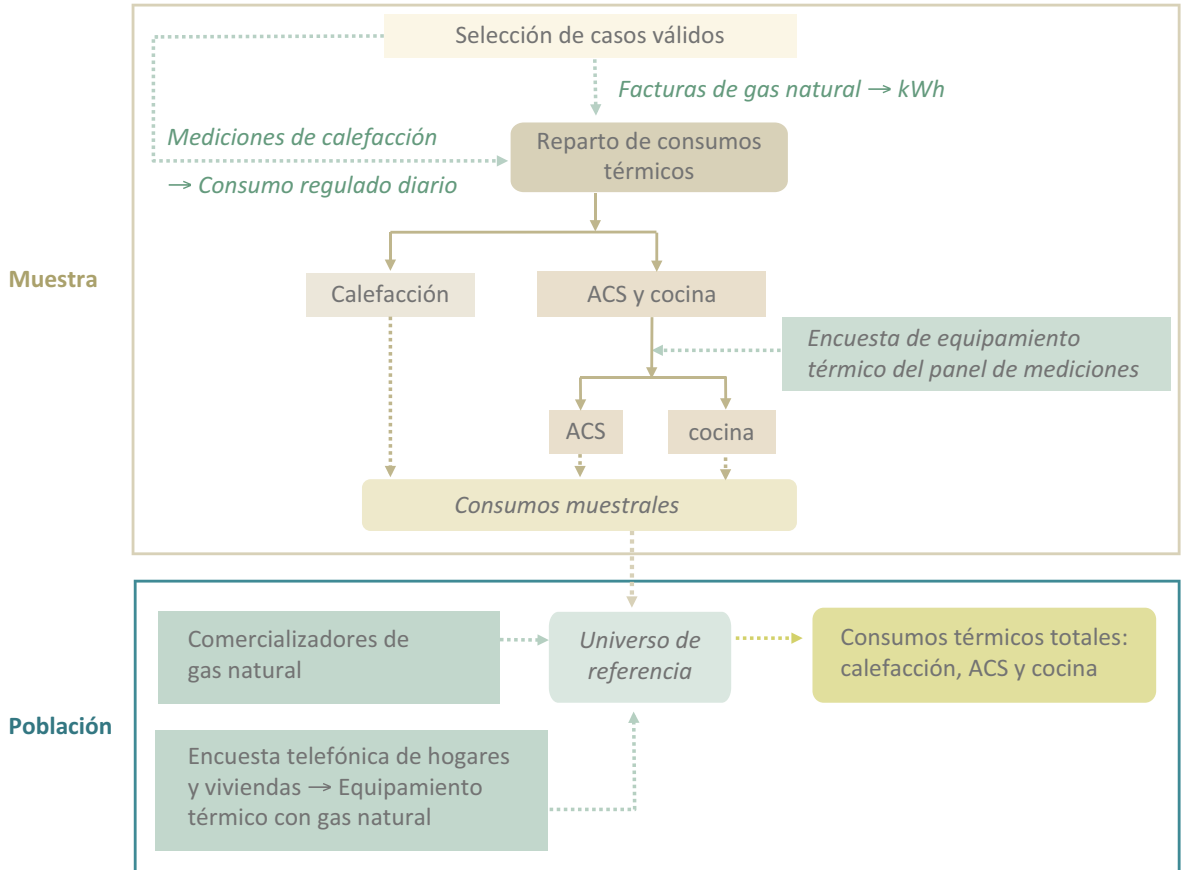 Selección de casos válidos
Facturas de gas natural → kWh
Mediciones de calefacción
→ Consumo regulado diario
Reparto de consumos
térmicos
Muestra
Calefacción
ACS y cocina
Encuesta de equipamiento
térmico del panel de mediciones
ACS
cocina
Consumos muestrales
Comercializadores de
gas natural
Universo de
referencia
Consumos térmicos totales:
calefacción, ACS y cocina
Población
Encuesta telefónica de hogares
y viviendas → Equipamiento
térmico con gas natural